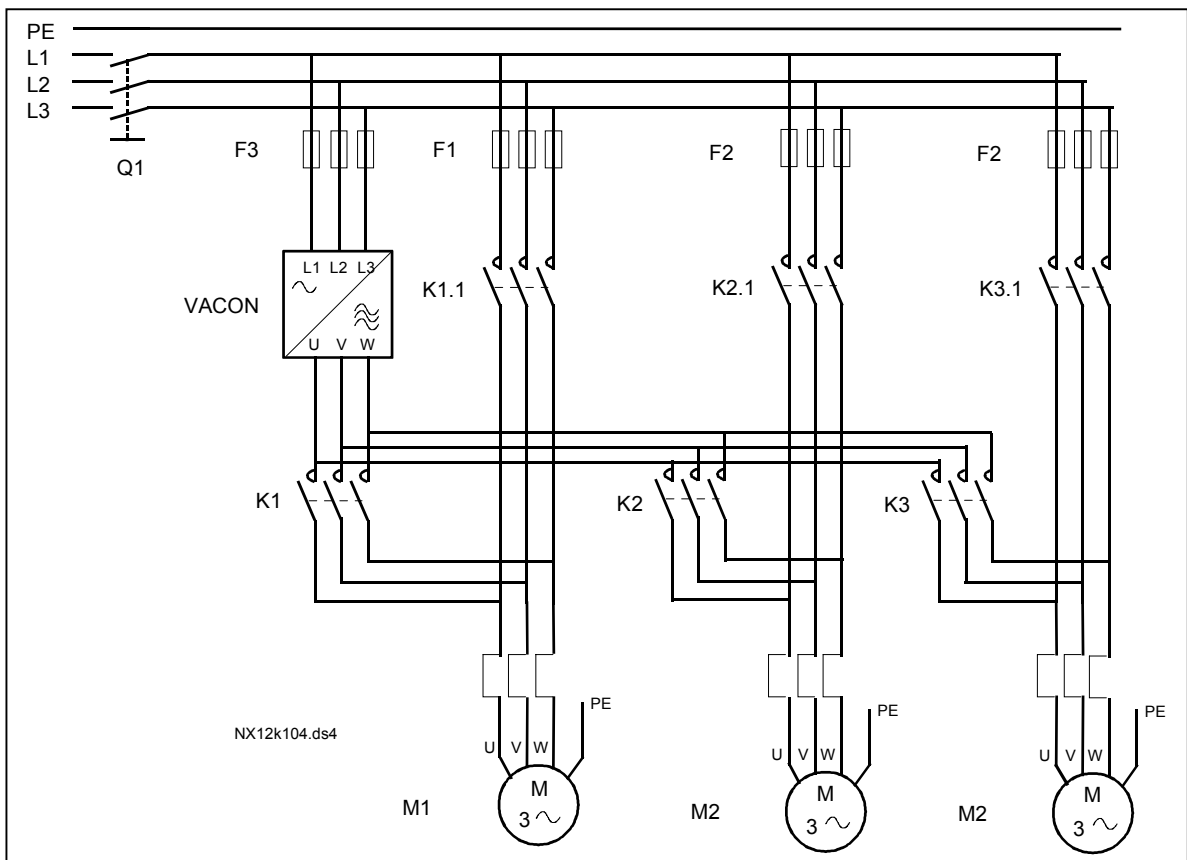 PE
L1
L2
L3
Q1
F3
F1
F2
F2
L1 L2 L3
VACON
U V W
K1.1
K2.1
K3.1
K1
K2
K3
NX12k104.ds4
PE
PE
PE
U V W
U V W
U V W
M1
M
3
M2
M
3
M2
M
3